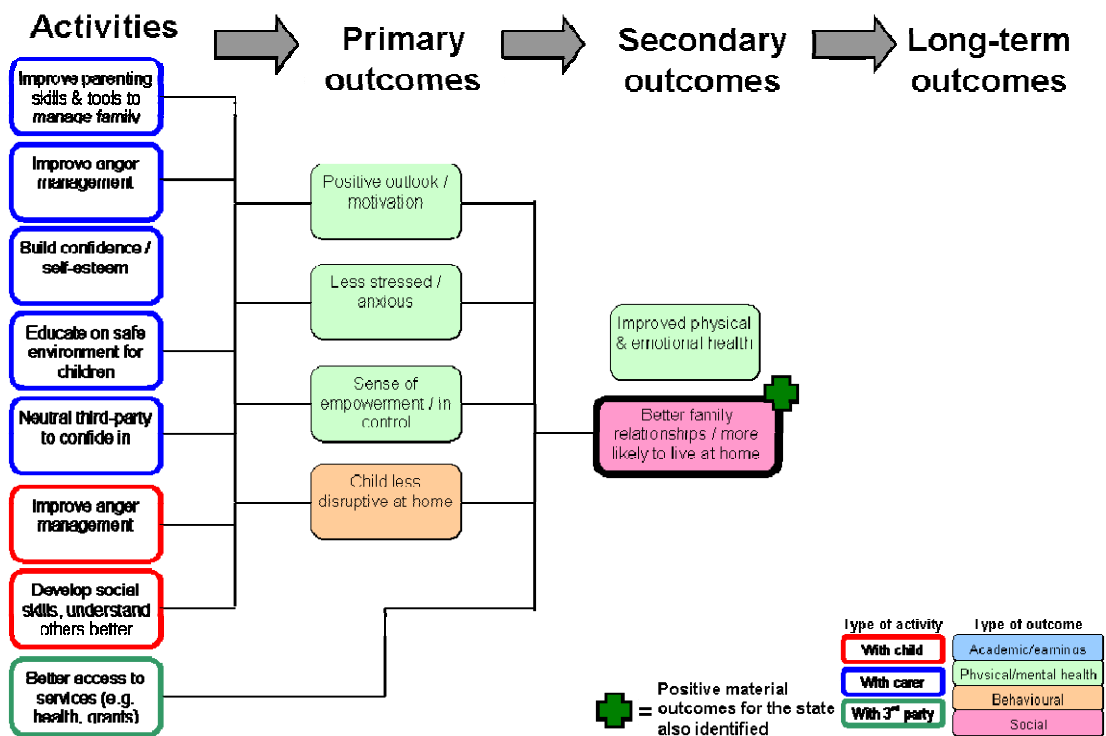 Activities
Primary
outcomes
Secondary
outcomes
Long-term
outcomes
Improve parenting
skills & tools to
manage family
Improve anger
management
Build confidence /
self-esteem
Educate on safe
environment for
children
Neutral third-party
to confide in
Improve anger
management
Develop social
skills, understand
others better
Better access to
services (e.g.
health, grants)
Positive outlook /
motivation
Less stressed /
anxious
Sense of
empowerment / in
control
Child less
disruptive at home
Improved physical
& emotional health
Better family
relationships / more
likely to live at home
= Positive material
outcomes for the state
also identified
Type of activity
With child
With carer
With 3rd party
Type of outcome
Academic/earnings
Physical/mental health
Behavioural
Social